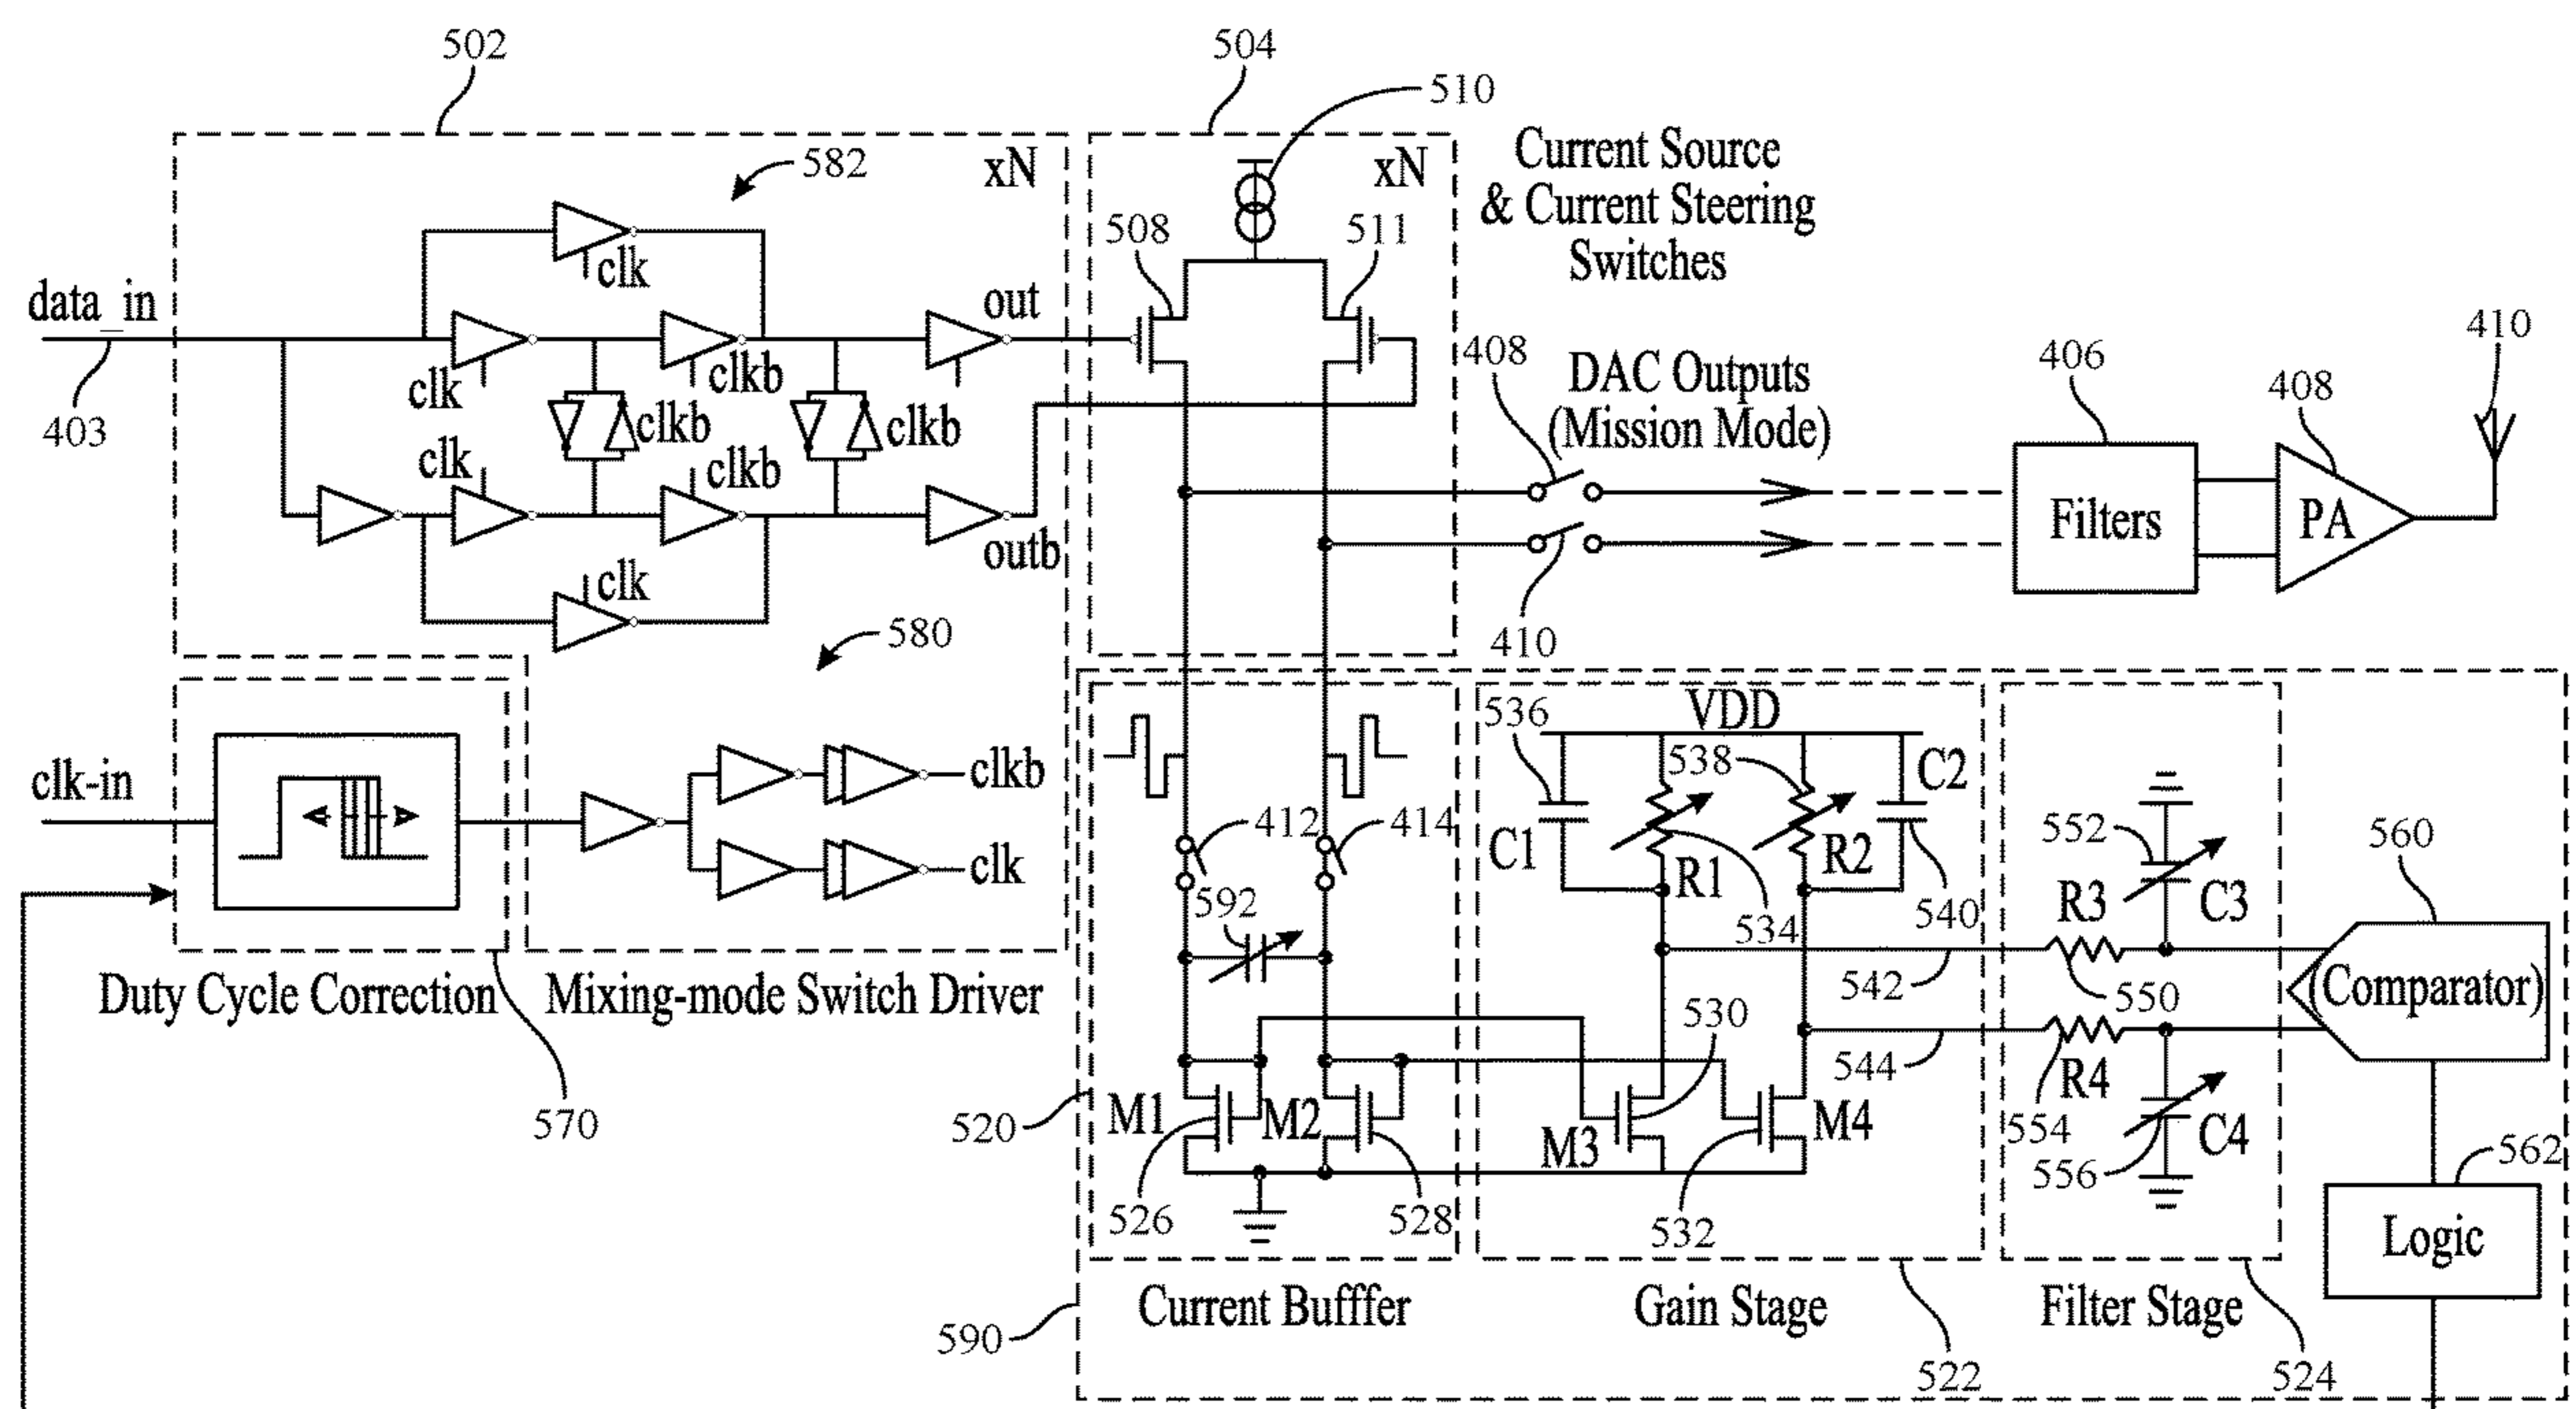 502
504
510
582
xN
xN
Current Source
& Current Steering
Switches
508
511
clk
data_in
out
403
clk
clkb
clkb
clkb
clk
clkb
outb
clk
408
DAC Outputs
(Mission Mode)
410
406
Filters
408
PA
410
580
clk-in
clkb
clk
Duty Cycle Correction
570
Mixing-mode Switch Driver
412
414
592
VDD
536
538
C1
R1
534
R2
C2
540
552
R3
C3
560
(Comparator)
542
550
544
554
R4
556
C4
530
520
M1
M2
M3
M4
526
528
532
562
Logic
590
Current Bufffer
Gain Stage
522
Filter Stage
524